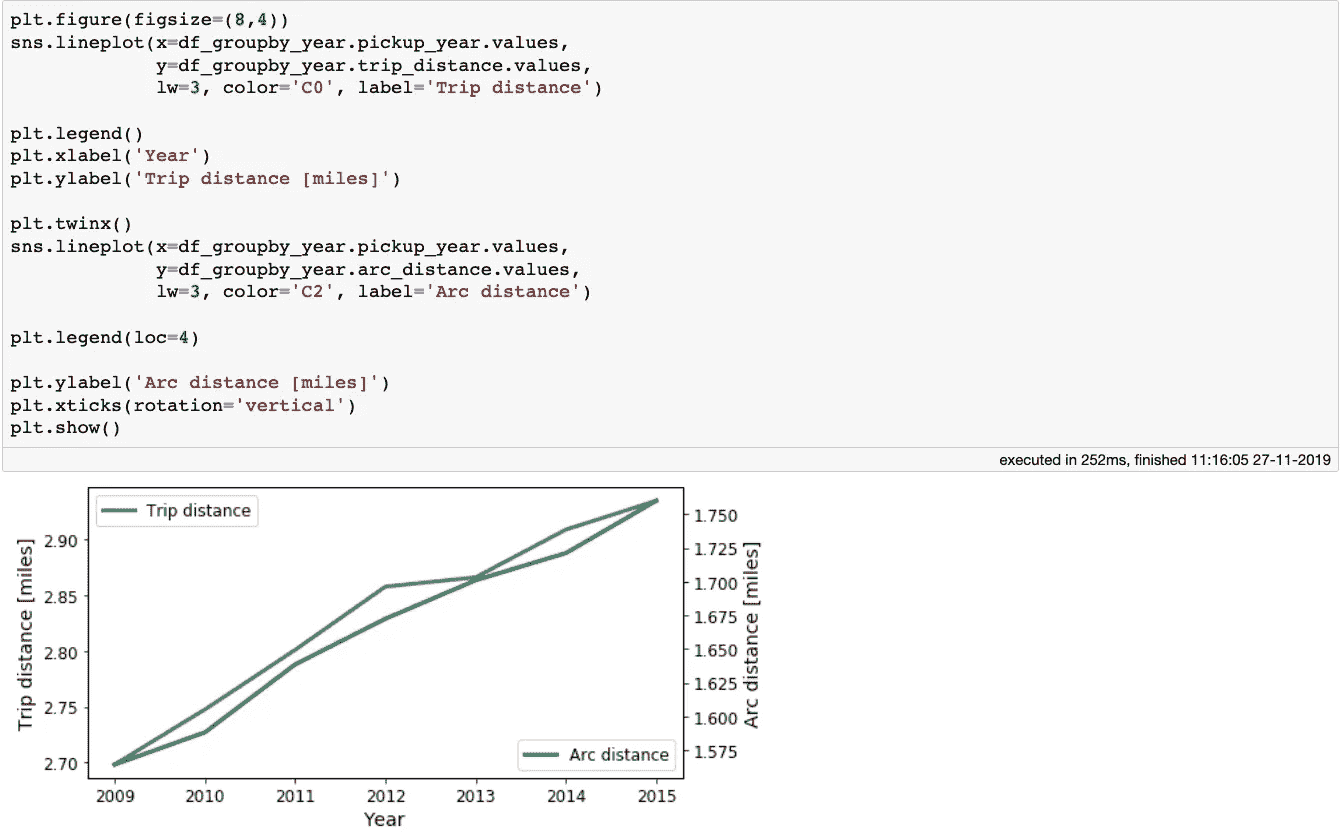 plt.figure(figsize=(8,4))
sns.lineplot(x=df_groupby_year.pickup_year.values,
             y=df_groupby_year.trip_distance.values,
             lw=3, color='C0', label='Trip distance')

plt.legend()
plt.xlabel('Year')
plt.ylabel('Trip distance [miles]')

plt.twinx()
sns.lineplot(x=df_groupby_year.pickup_year.values,
             y=df_groupby_year.arc_distance.values,
             lw=3, color='C2', label='Arc distance')

plt.legend(loc=4)

plt.ylabel('Arc distance [miles]')
plt.xticks(rotation='vertical')
plt.show()
executed in 252ms, finished 11:16:05 27-11-2019
Trip distance
Trip distance [miles]
2.90
2.85
2.80
2.75
2.70
1.750
1.725
1.700
1.675
1.650
1.625
1.600
1.575
Arc distance [miles]
Arc distance
2009 2010 2011 2012 2013 2014 2015
Year